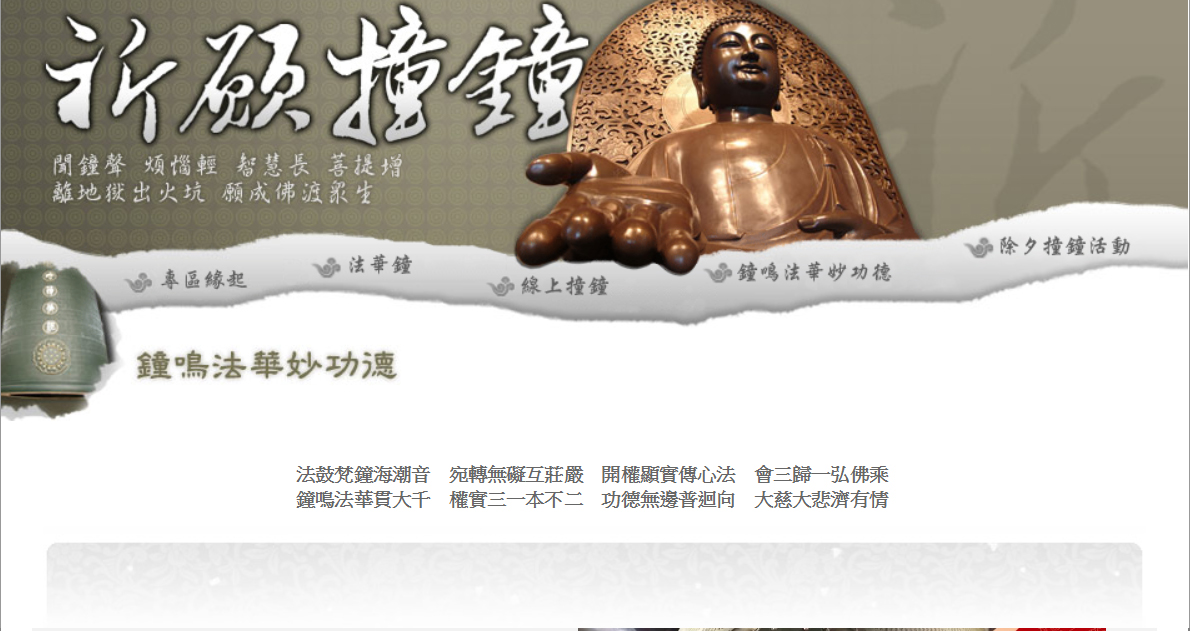 祈願撞鐘
聞鐘聲 煩惱輕 智慧長 菩提增
離地獄出火坑 願成佛渡眾生
專區緣起
法華鐘
線上撞鐘
鐘鳴法華妙功德
除夕撞鐘活動
鐘鳴法華妙功德
法鼓梵鐘海潮音 宛轉無礙互莊嚴 開權顯實傳心法 會三歸一弘佛乘
鐘鳴法華貫大千 權實三一本不二 功德無邊普迴向 大慈大悲濟有情